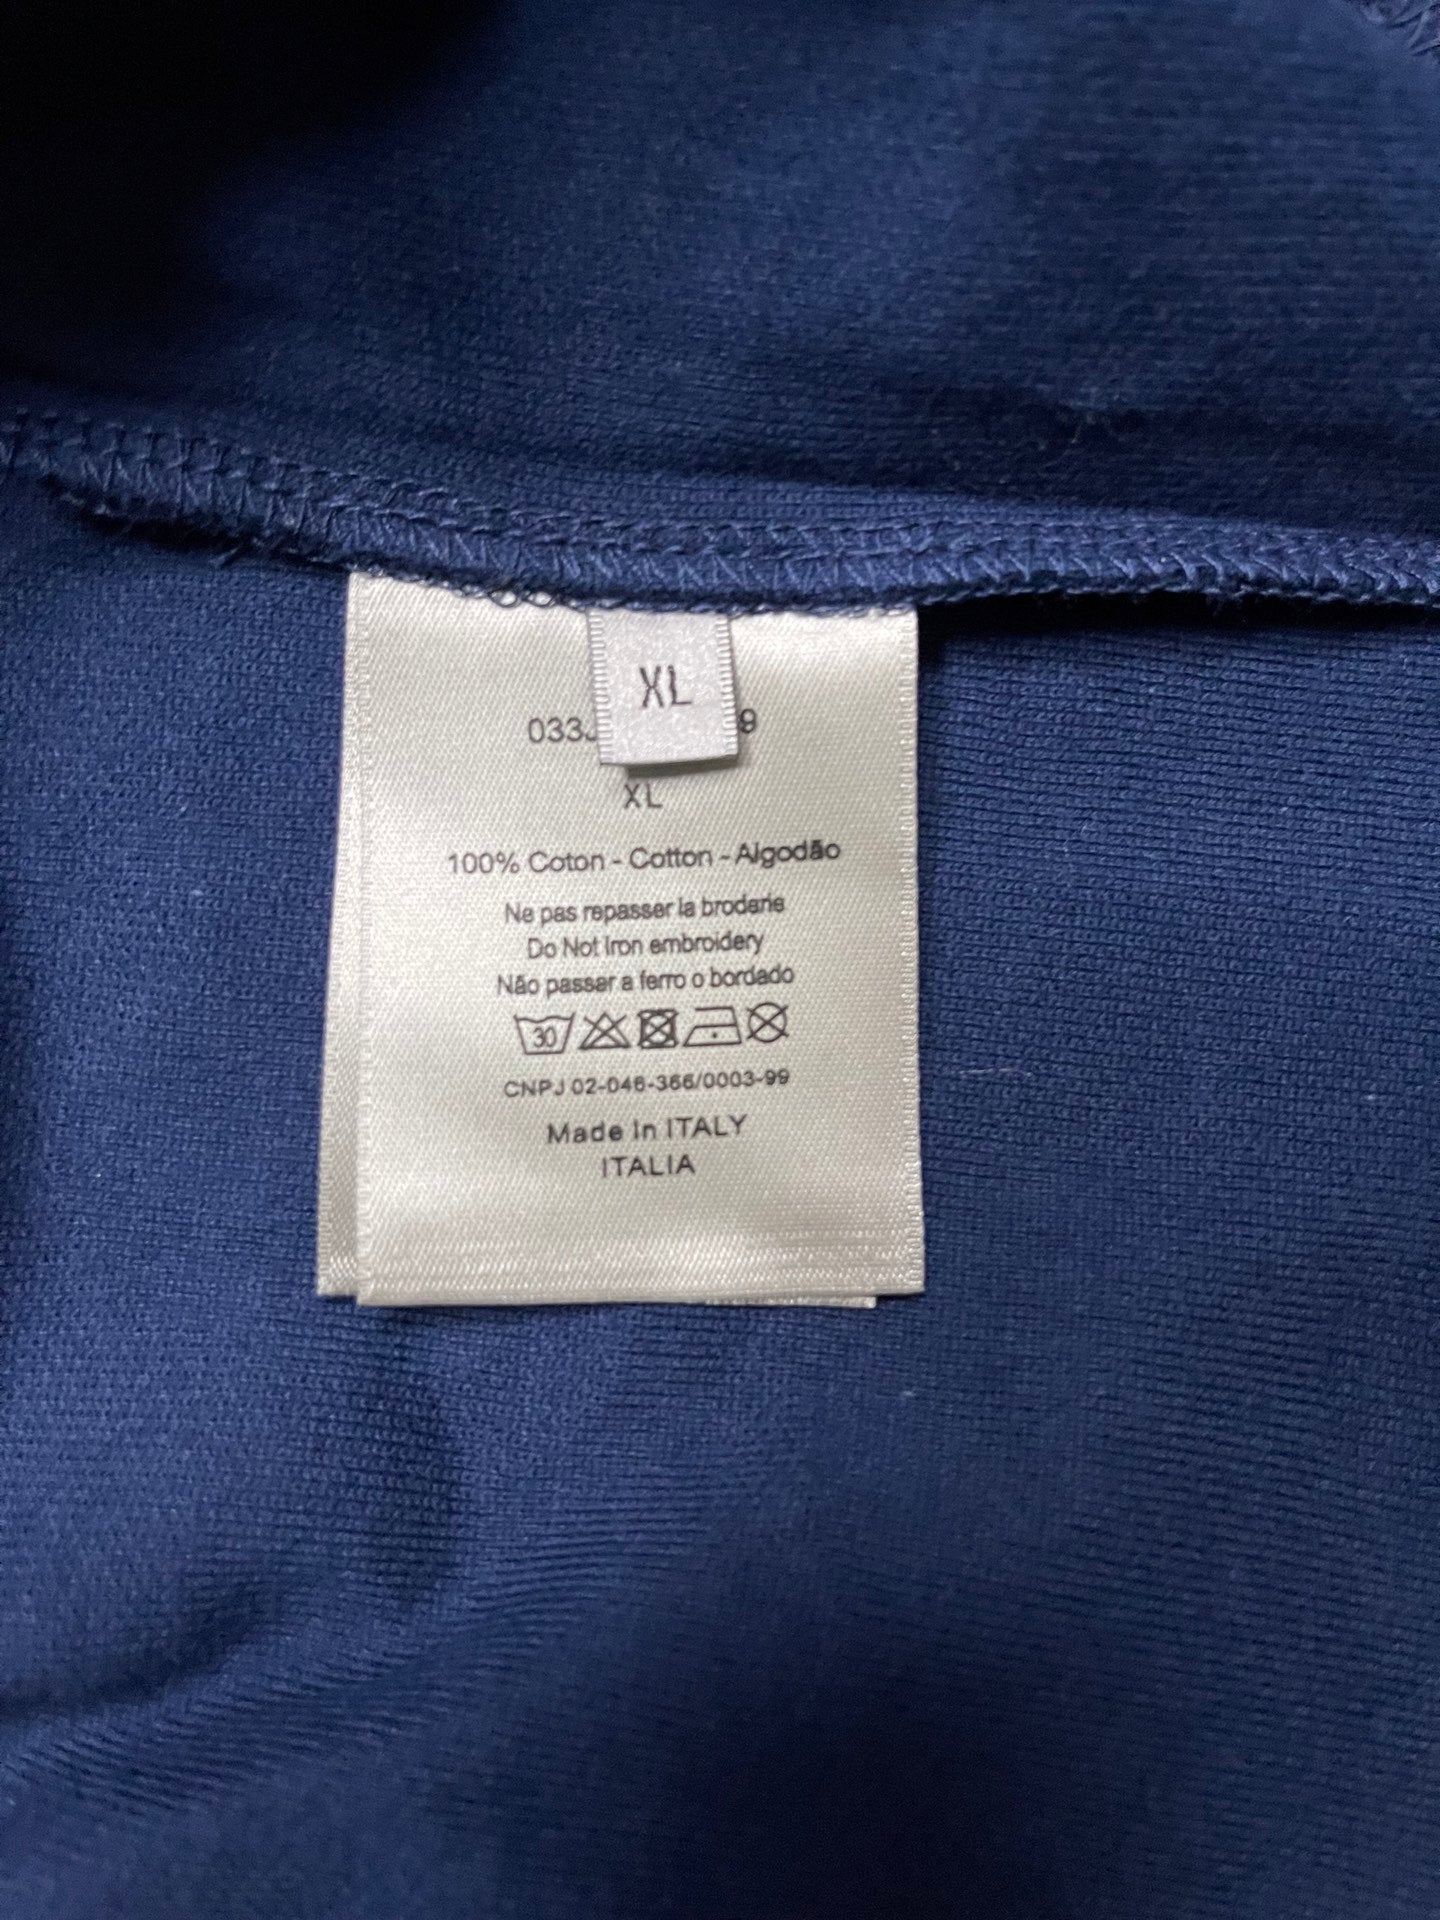 XL
033J 9
XL
100% Coton - Cotton - Algodão
Ne pas repasser la broderie
Do Not Iron embroidery
Não passar a ferro o bordado
30
CNPJ 02-046-366/0003-99
Made in ITALY
ITALIA